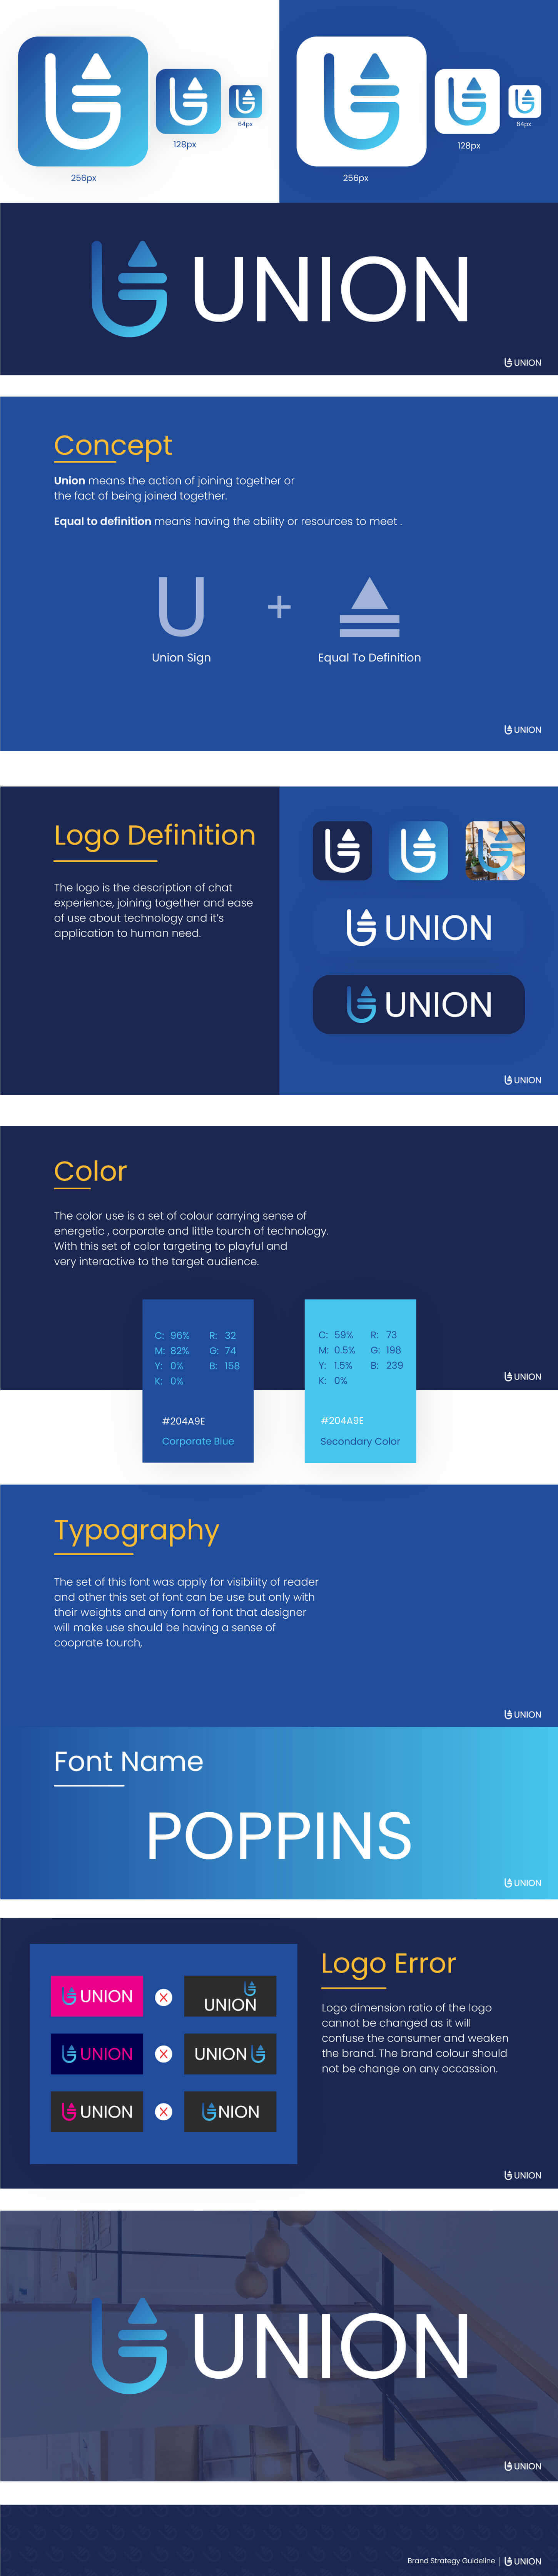 256px
128px
64px
256px
128px
64px
UNION
UNION
Concept
Union means the action of joining together or
the fact of being joined together.
Equal to definition means having the ability or resources to meet .
U
+
Union Sign
Equal To Definition
UNION
Logo Definition
The logo is the description of chat
experience, joining together and ease
of use about technology and it's
application to human need.
UNION
UNION
UNION
Color
The color use is a set of colour carrying sense of
energetic , corporate and little tourch of technology.
With this set of color targeting to playful and
very interactive to the target audience.
C: 96% R: 32
M: 82% G: 74
Y: 0% B: 158
K: 0%
#204A9E
Corporate Blue
C: 59% R: 73
M: 0.5% G: 198
Y: 1.5% B: 239
K: 0%
#204A9E
Secondary Color
UNION
Typography
The set of this font was apply for visibility of reader
and other this set of font can be use but only with
their weights and any form of font that designer
will make use should be having a sense of
cooprate tourch,
UNION
Font Name
POPPINS
UNION
UNION
UNION
UNION
UNION
UNION
NION
Logo Error
Logo dimension ratio of the logo
cannot be changed as it will
confuse the consumer and weaken
the brand. The brand colour should
not be change on any occassion.
UNION
UNION
UNION
Brand Strategy Guideline | UNION